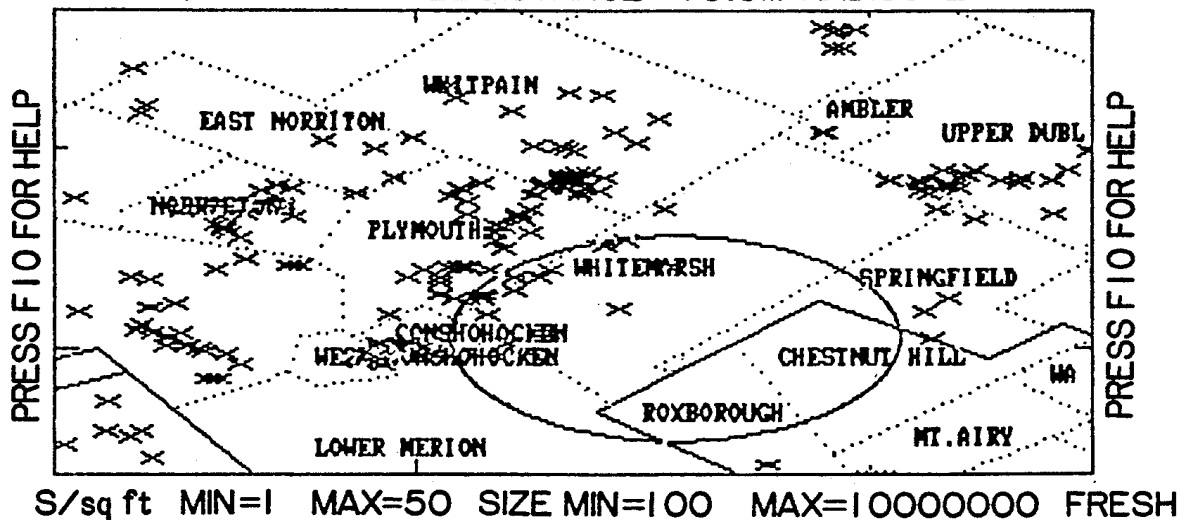 PRESS F10 FOR HELP
WHITPAIN
EAST NORRITON
AMBLER
UPPER DUBL
PLYMOUTH
WHITEMARSH
SPRINGFIELD
CONSHOHOCKEN
CHESTNUT HILL
WA
ROXBOROUGH
LOWER MERION
MT.AIRY
PRESS F10 FOR HELP
S/sq ft MIN=1 MAX=50 SIZE MIN=100 MAX=10000000 FRESH